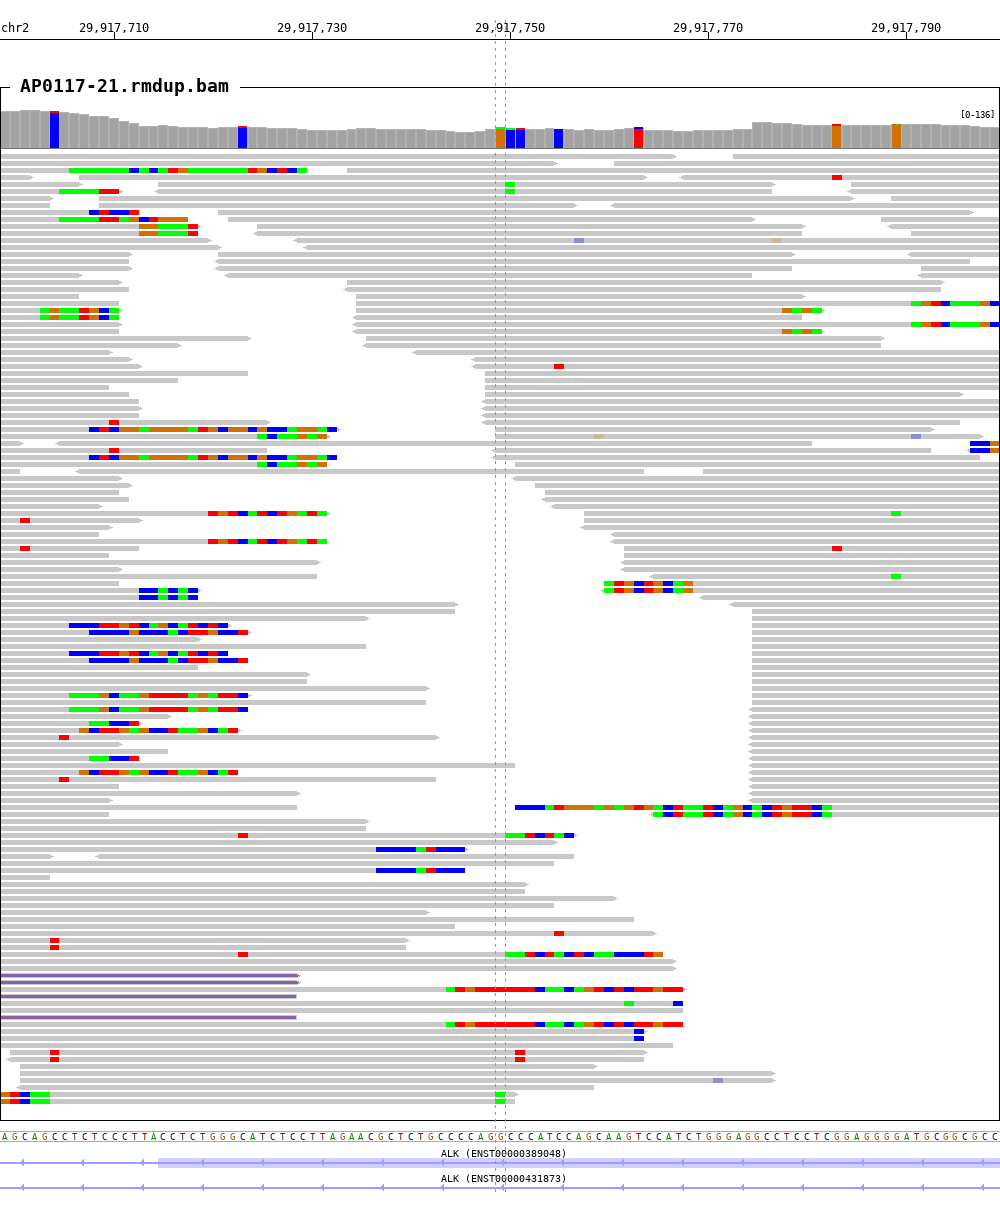 chr2 29,917,710 29,917,730 29,917,750 29,917,770 29,917,790
AP0117-21.rmdup.bam
[0-136]
AGCAGCCTCTCCCTTACCTCTGGGCATCTCCTTAGAACGCTCTGCCCCAGGCCCATCCAGCAAGTCCATCTGGGAGGCCTCCTCGGAGGGGATGCGGCGCC
ALK (ENST00000389048)
ALK (ENST00000431873)